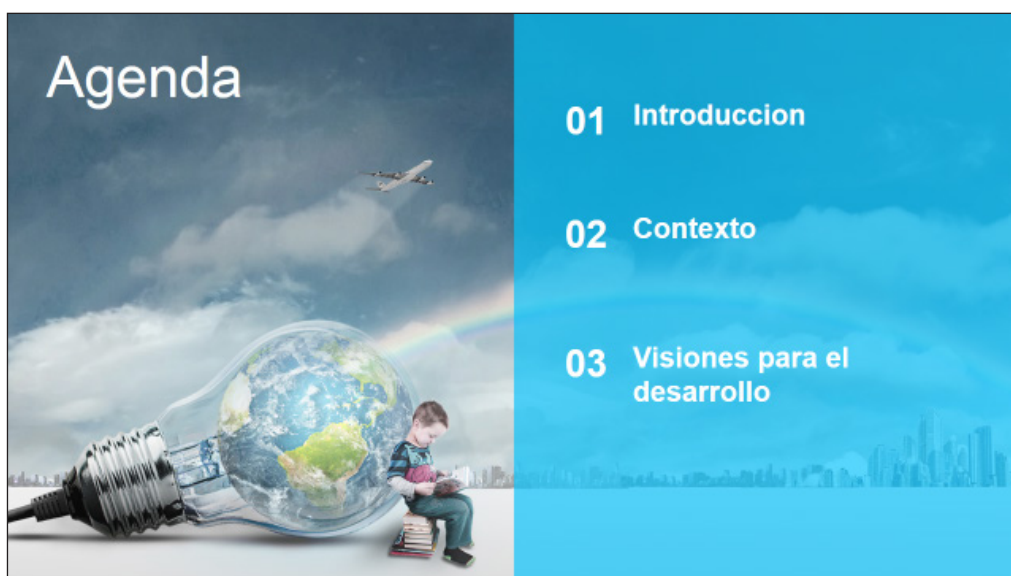 Agenda
01 Introduccion
02 Contexto
03 Visiones para el
desarrollo